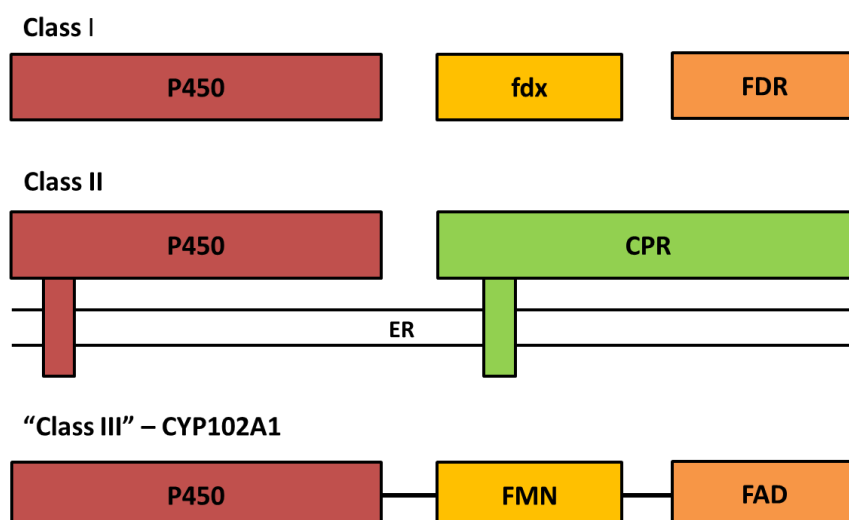 Class I
P450 fdx FDR
Class II
P450 CPR
ER
“Class III” – CYP102A1
P450 FMN FAD